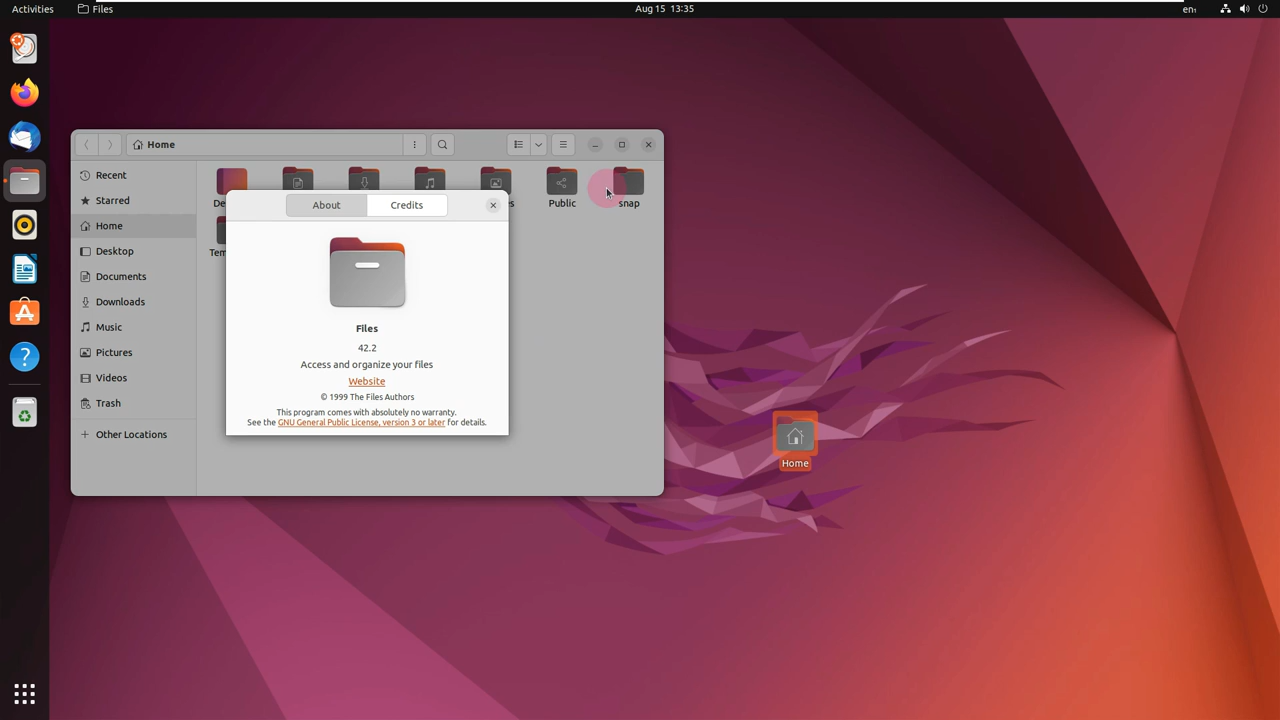 Activities
Files
Aug 15 13:35
en₁
Home
Recent
Starred
Home
Desktop
Documents
Downloads
Music
Pictures
Videos
Trash
Other Locations
Public
snap
About
Credits
Files
42.2
Access and organize your files
Website
© 1999 The Files Authors
This program comes with absolutely no warranty.
See the GNU General Public License, version 3 or later for details.
Home